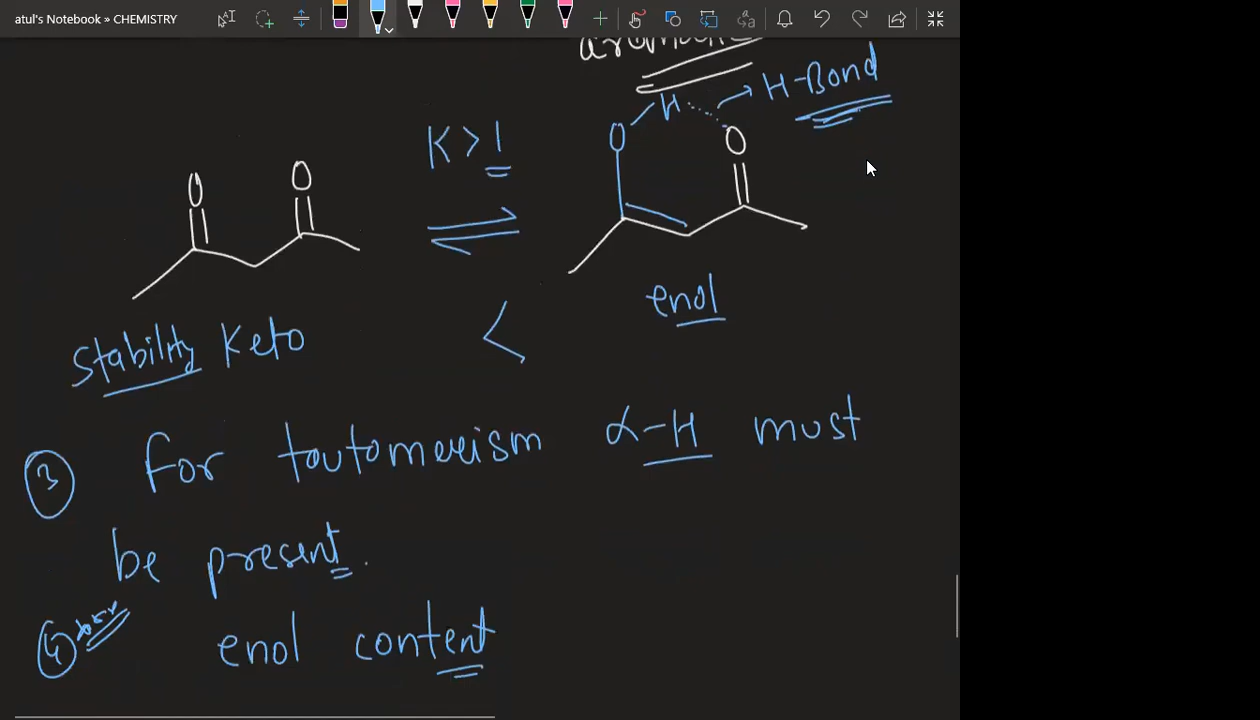 atul's Notebook » CHEMISTRY
H-Bond
H
O
O
K > 1
O
O
enol
Stability Keto <
③ For tautomerism α-H must
be present.
④
enol content